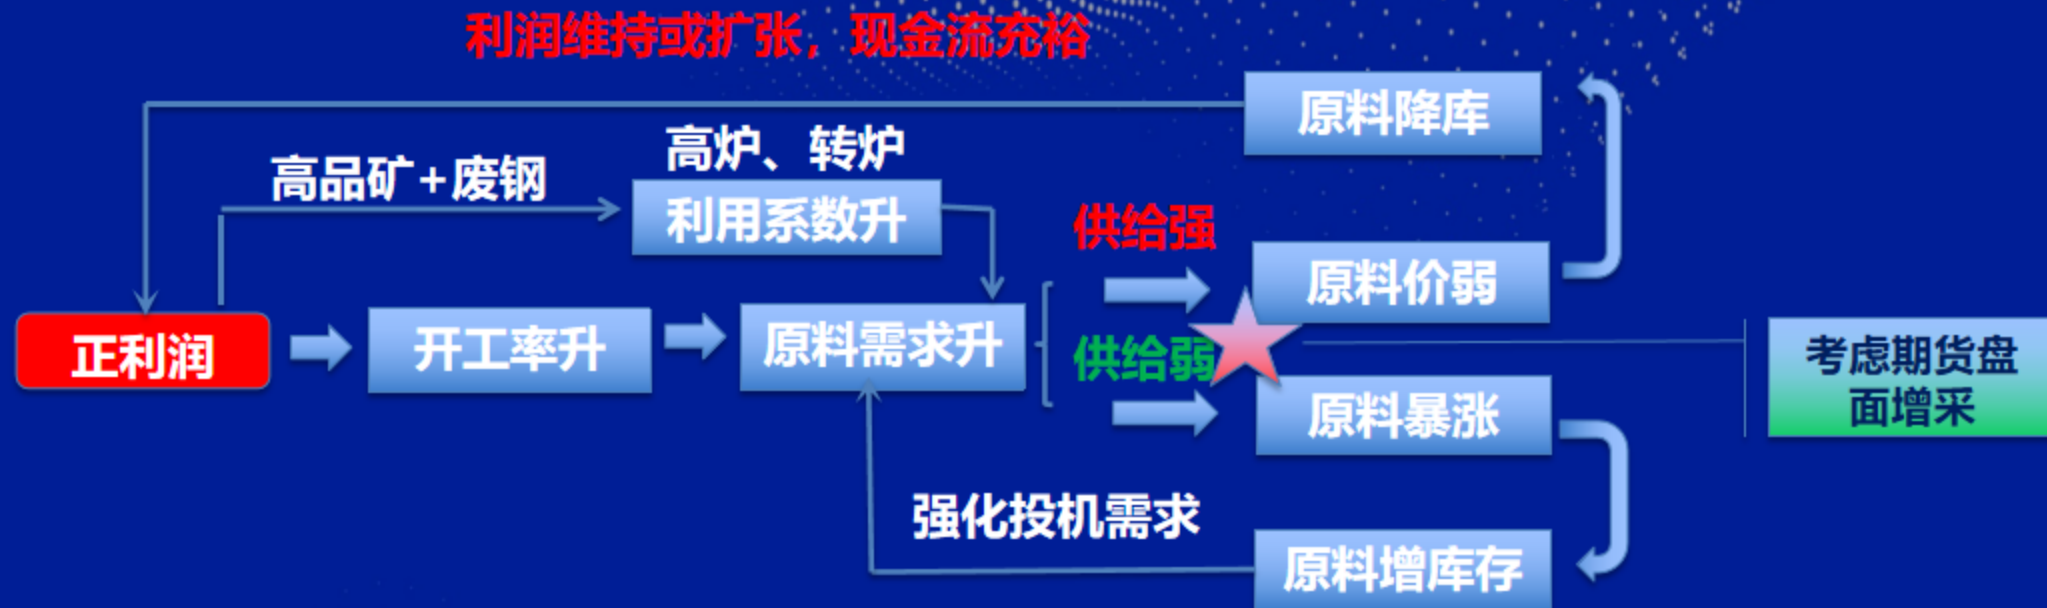 利润维持或扩张，现金流充裕
原料降库
高炉、转炉
高品矿+废钢
利用系数升
供给强
原料价弱
正利润
开工率升
原料需求升
供给弱
考虑期货盘
面增采
原料暴涨
强化投机需求
原料增库存